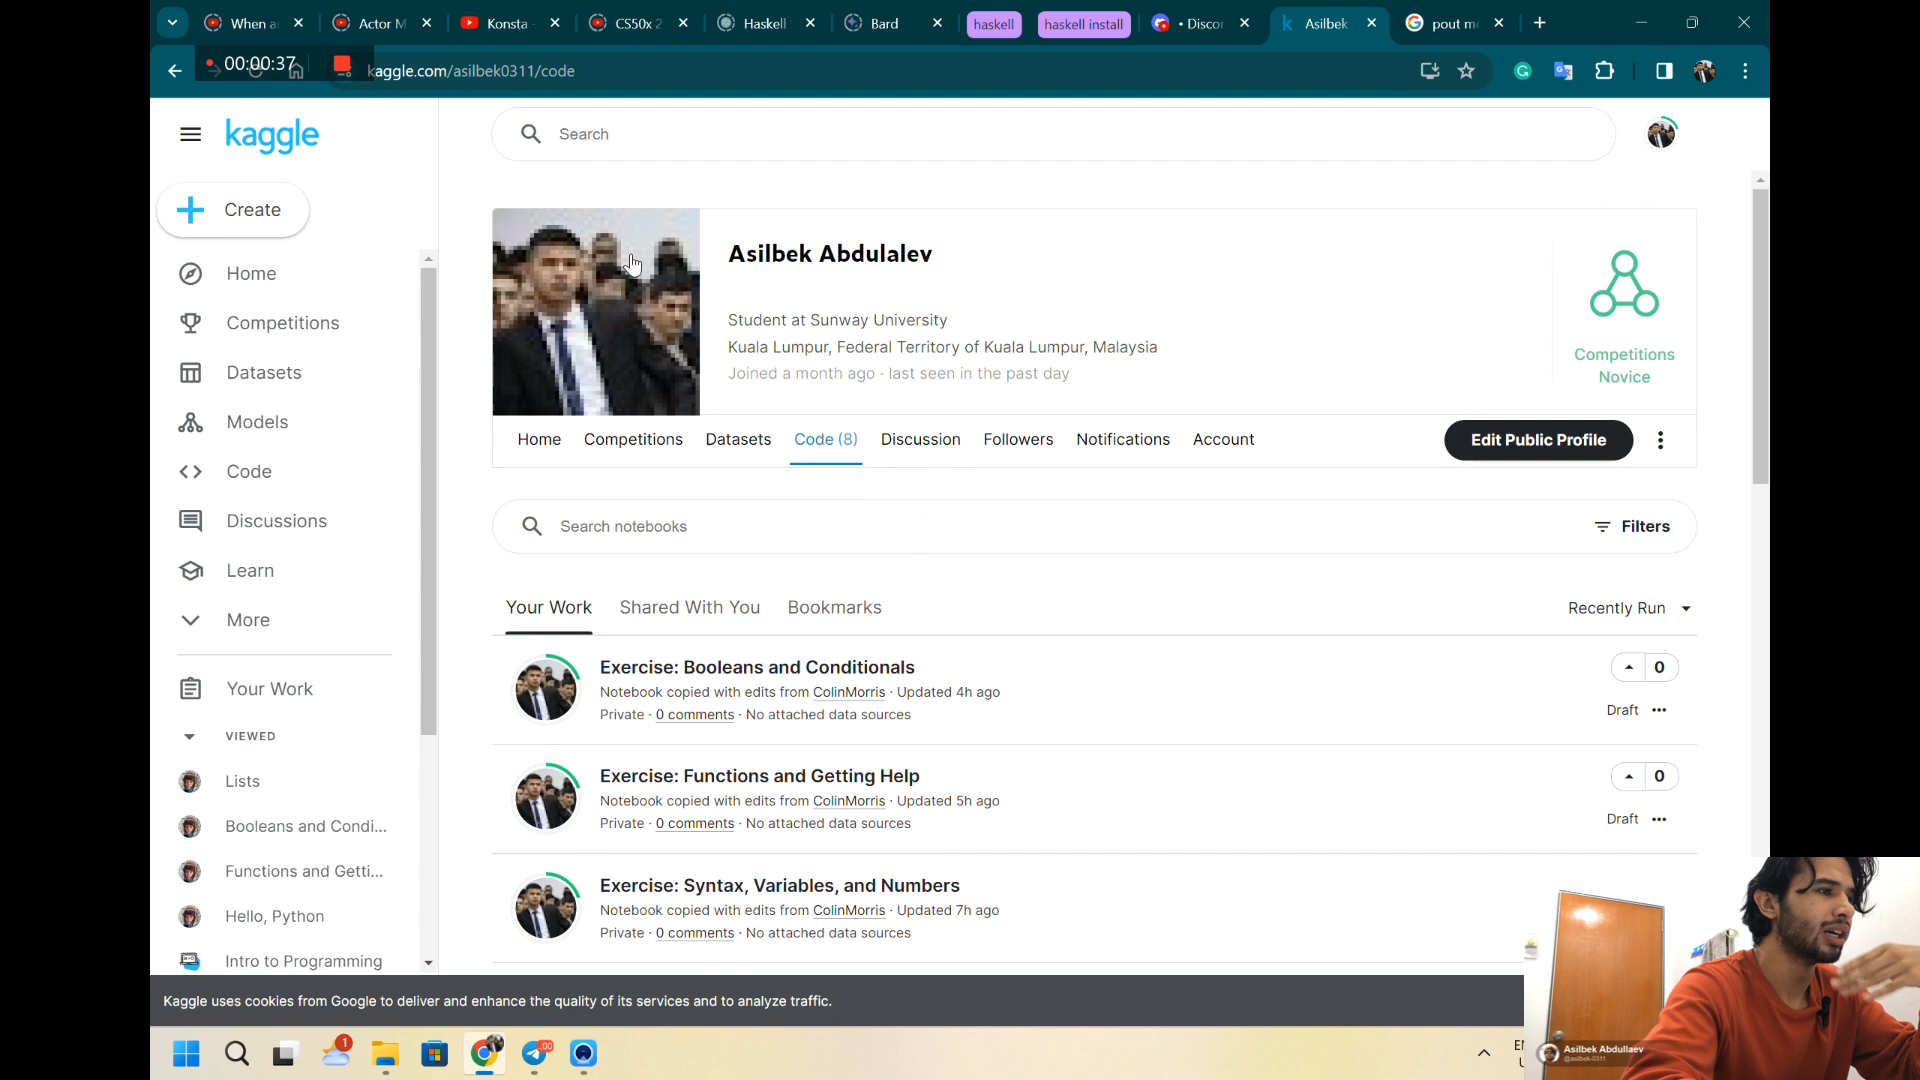 When a
Actor M
Konsta
CS50x 2
Haskell
Bard
haskell
haskell install
• Discor
Asilbek
pout me
00:00:37
kaggle.com/asilbek0311/code
kaggle
Search
Create
Home
Competitions
Datasets
Models
Code
Discussions
Learn
More
Your Work
VIEWED
Lists
Booleans and Condi...
Functions and Getti...
Hello, Python
Intro to Programming
Asilbek Abdulalev
Student at Sunway University
Kuala Lumpur, Federal Territory of Kuala Lumpur, Malaysia
Joined a month ago · last seen in the past day
Competitions
Novice
Home Competitions Datasets Code (8) Discussion Followers Notifications Account
Edit Public Profile
Search notebooks
Filters
Your Work Shared With You Bookmarks
Recently Run
Exercise: Booleans and Conditionals
Notebook copied with edits from ColinMorris · Updated 4h ago
Private · 0 comments · No attached data sources
0
Draft
Exercise: Functions and Getting Help
Notebook copied with edits from ColinMorris · Updated 5h ago
Private · 0 comments · No attached data sources
0
Draft
Exercise: Syntax, Variables, and Numbers
Notebook copied with edits from ColinMorris · Updated 7h ago
Private · 0 comments · No attached data sources
Kaggle uses cookies from Google to deliver and enhance the quality of its services and to analyze traffic.
1
Asilbek Abdullaev